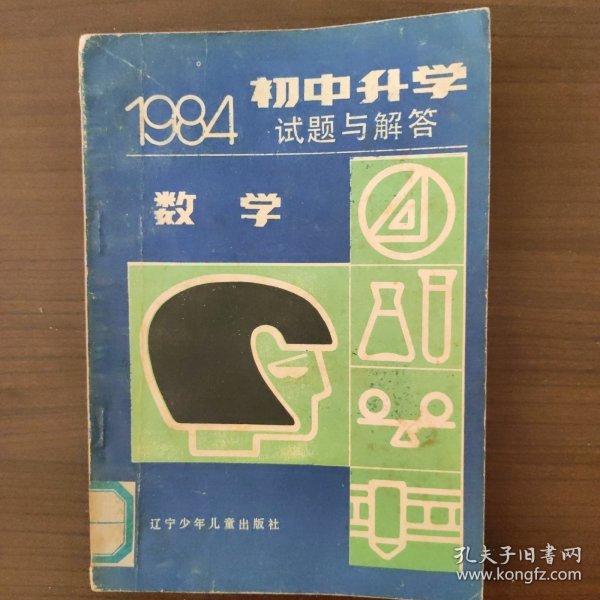 1984 初中升学
试题与解答
数学
辽宁少年儿童出版社
孔夫子旧书网
www.kongfz.com